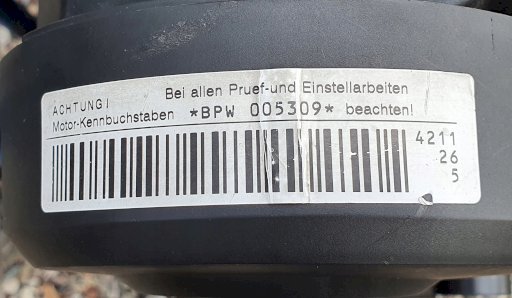 ACHTUNG! Bei allen Pruef-und Einstellarbeiten
Motor-Kennbuchstaben *BPW 005309* beachten!
4211
26
5